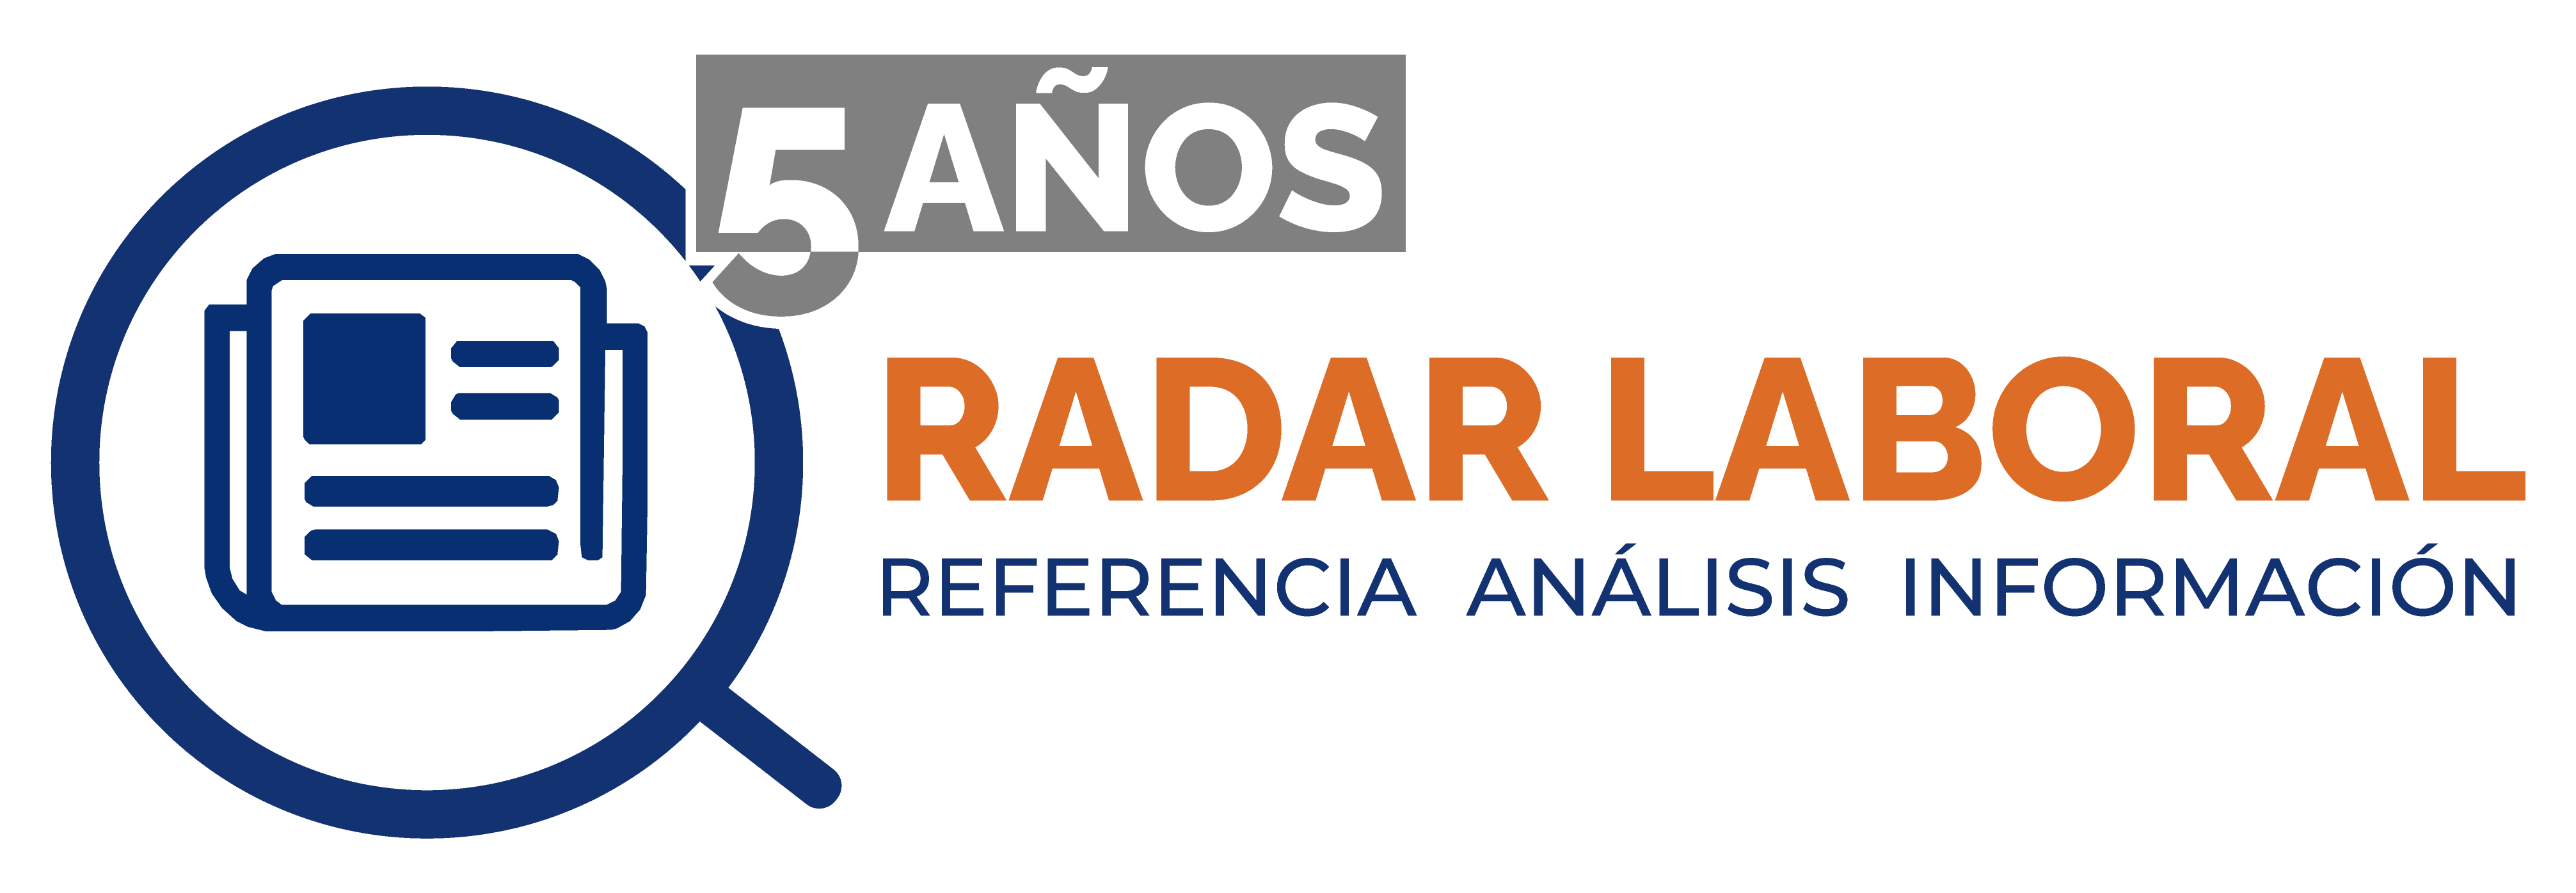 5 AÑOS
RADAR LABORAL
REFERENCIA ANÁLISIS INFORMACIÓN